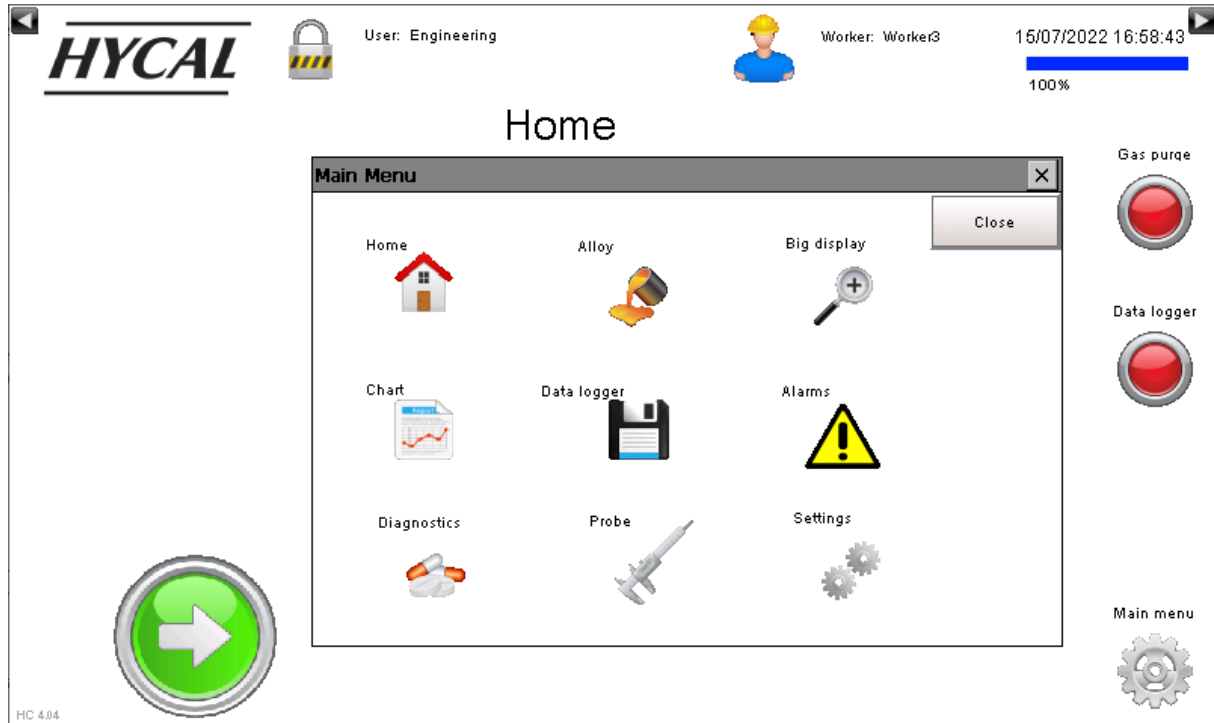 HYCAL
User: Engineering
Worker: Worker3
15/07/2022 16:58:43
100%
Home
Gas purge
Main Menu
Close
Home
Alloy
Big display
Data logger
Chart
Data logger
Alarms
Report
Diagnostics
Probe
Settings
Main menu
HC 4.04